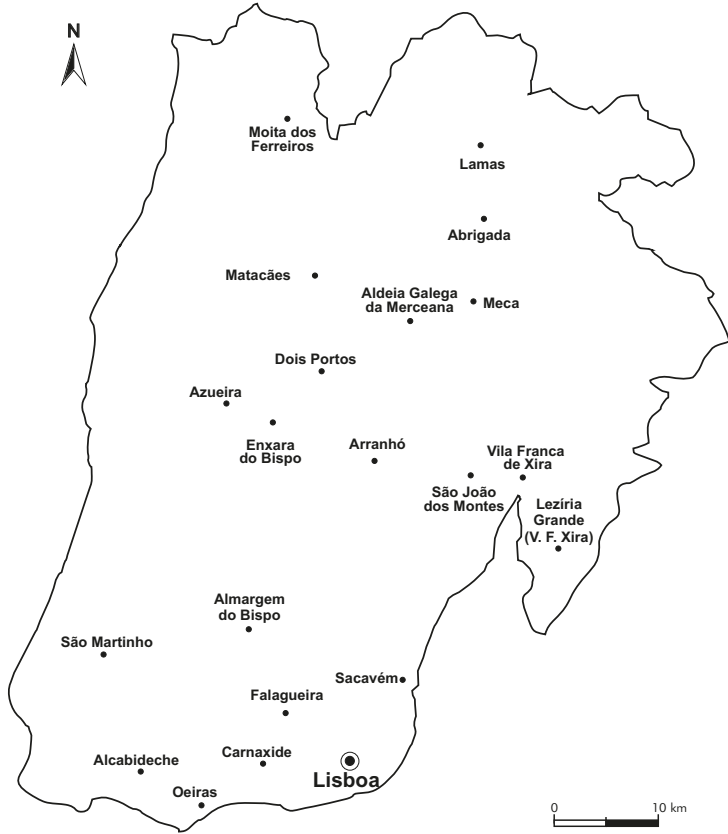 N
Moita dos
Ferreiros
Lamas
Abrigada
Matacães
Aldeia Galega
da Merceana
Meca
Dois Portos
Azueira
Enxara
do Bispo
Arranhó
Vila Franca
de Xira
São João
dos Montes
Lezíria
Grande
(V. F. Xira)
Almargem
do Bispo
São Martinho
Sacavém
Falagueira
Carnaxide
Alcabideche
Lisboa
Oeiras
0 10 km